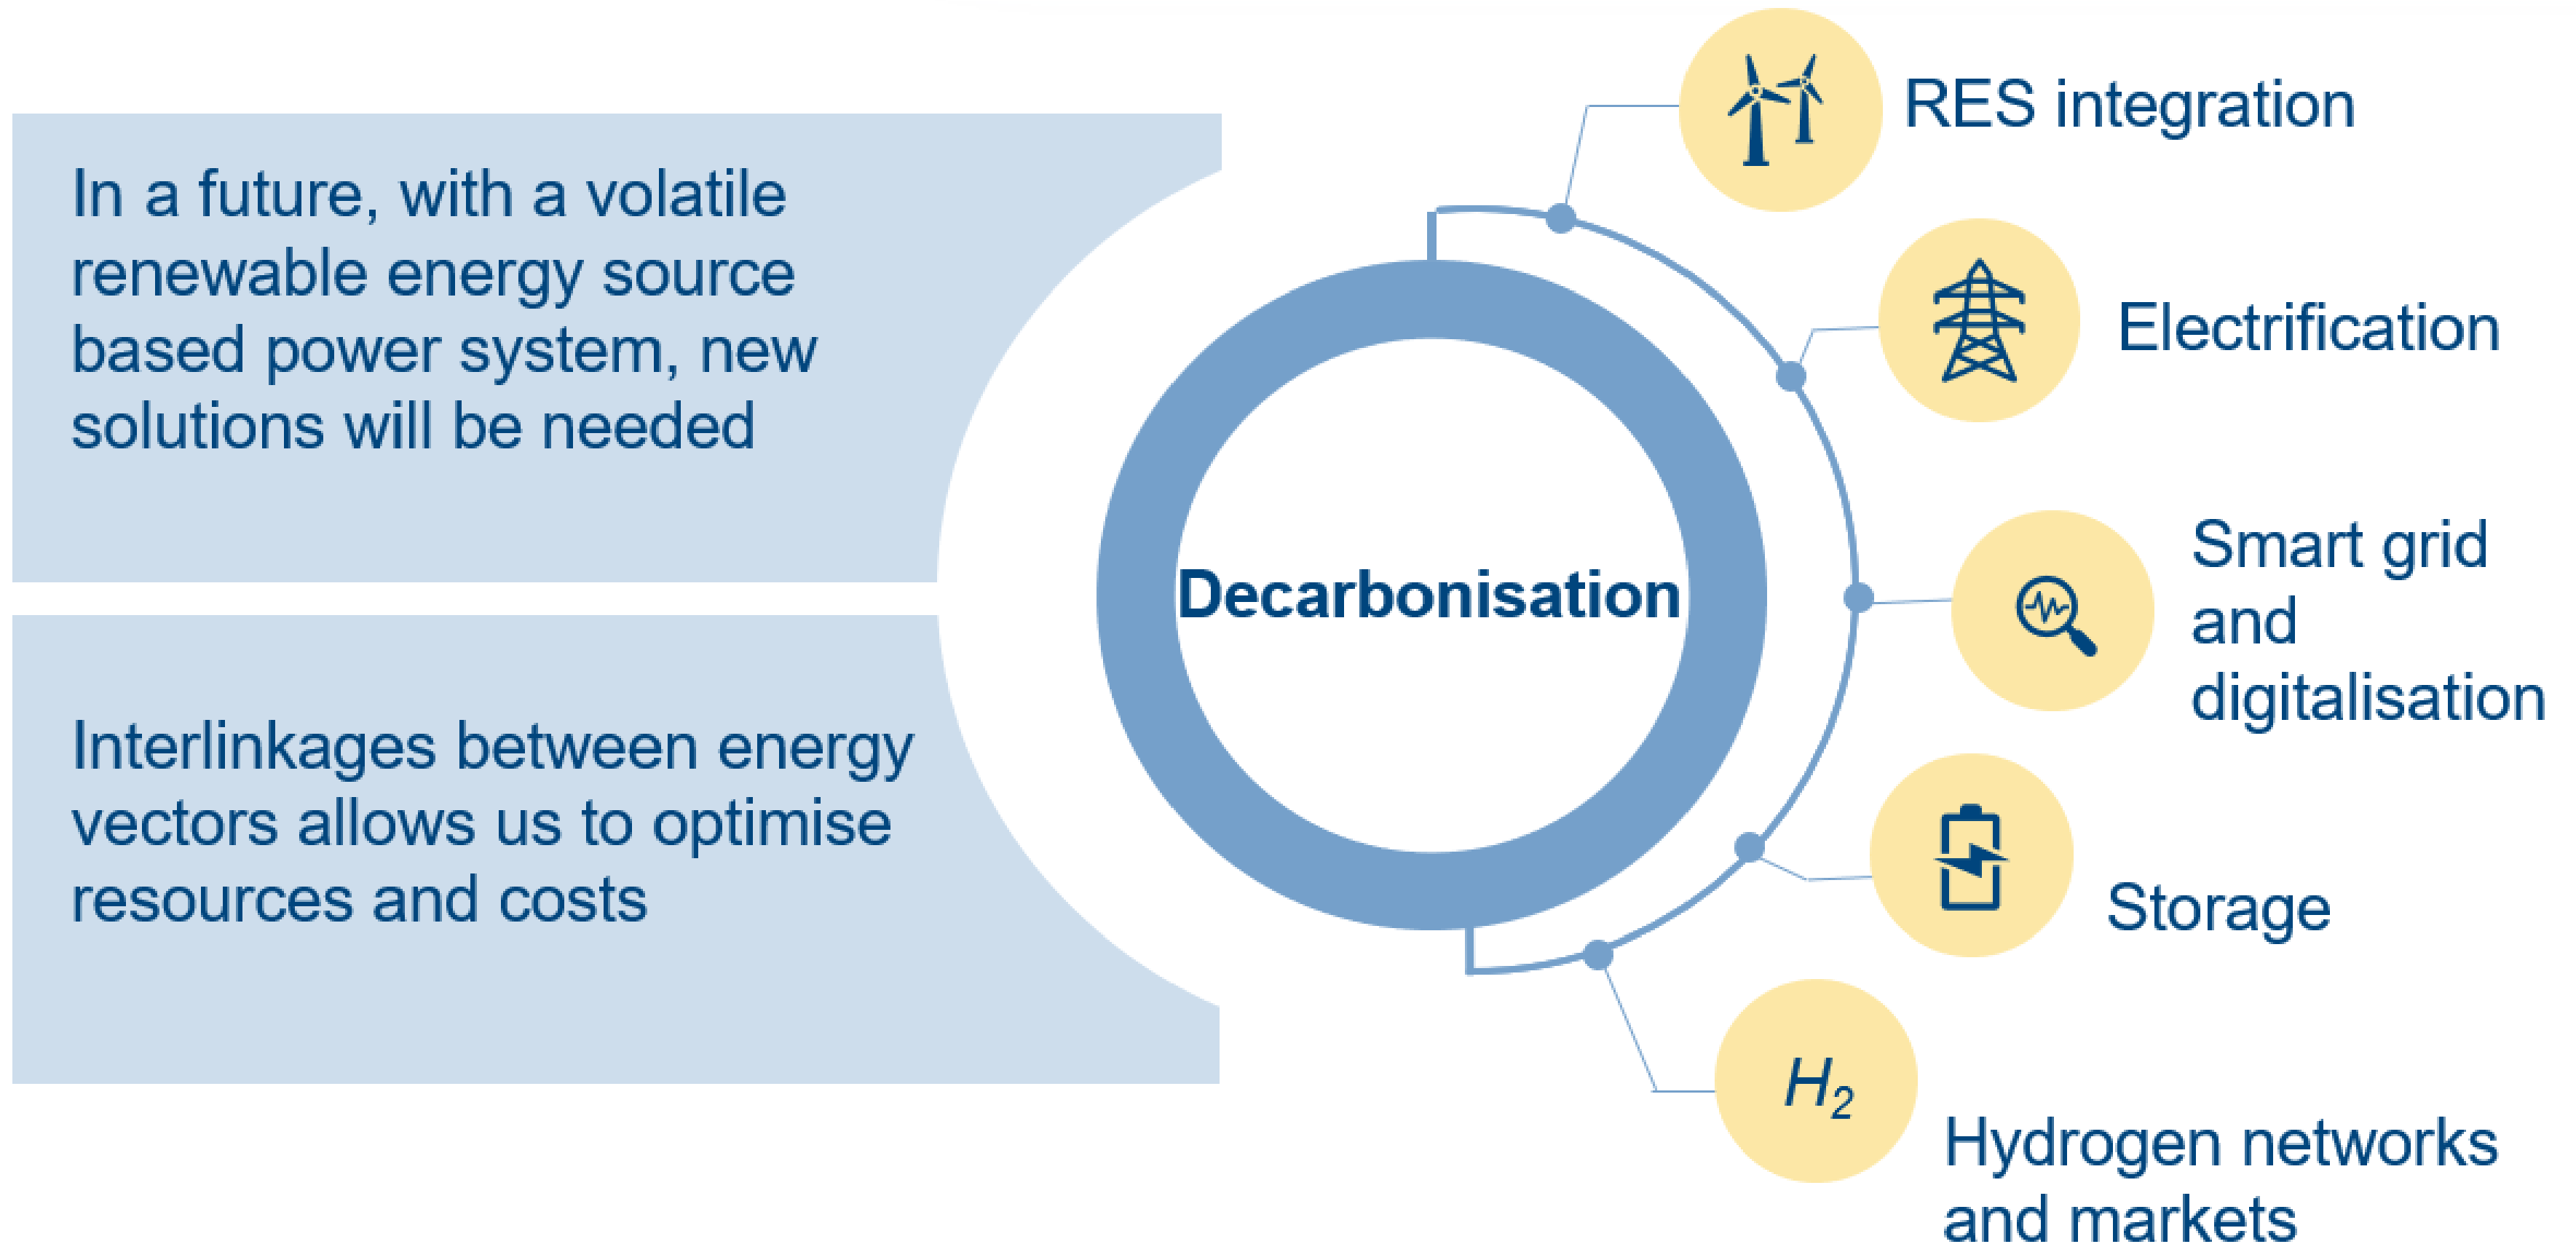 In a future, with a volatile
renewable energy source
based power system, new
solutions will be needed
Interlinkages between energy
vectors allows us to optimise
resources and costs
Decarbonisation
RES integration
Electrification
Smart grid
and
digitalisation
Storage
H₂
Hydrogen networks
and markets